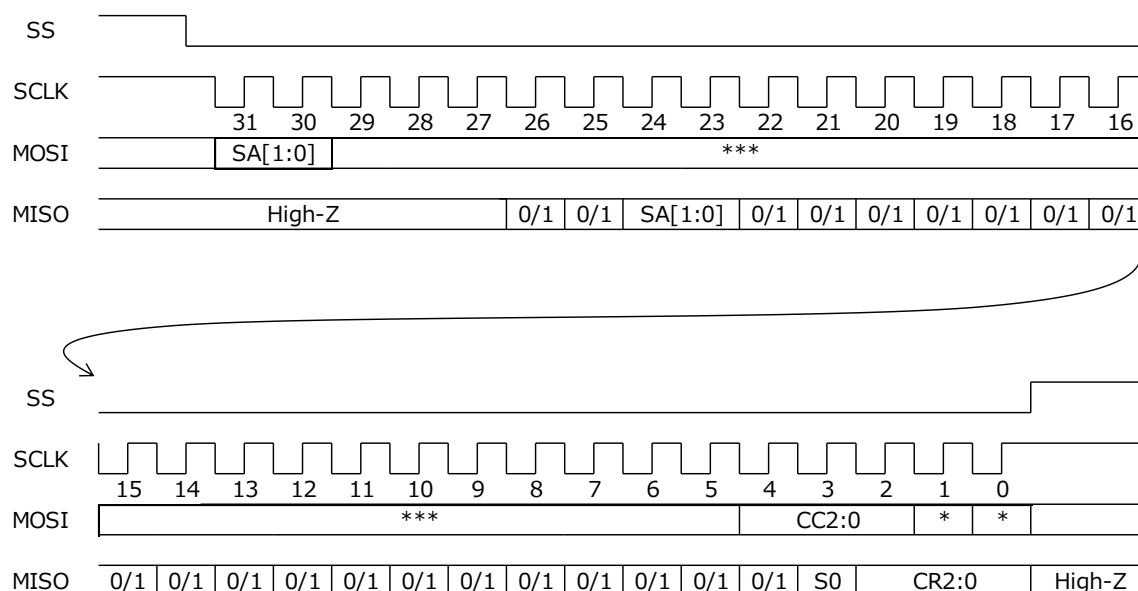 SS
SCLK
31 30 29 28 27 26 25 24 23 22 21 20 19 18 17 16
MOSI SA[1:0] ***
MISO High-Z 0/1 0/1 SA[1:0] 0/1 0/1 0/1 0/1 0/1 0/1 0/1
SS
SCLK
15 14 13 12 11 10 9 8 7 6 5 4 3 2 1 0
MOSI *** CC2:0 * *
MISO 0/1 0/1 0/1 0/1 0/1 0/1 0/1 0/1 0/1 0/1 0/1 0/1 S0 CR2:0 High-Z